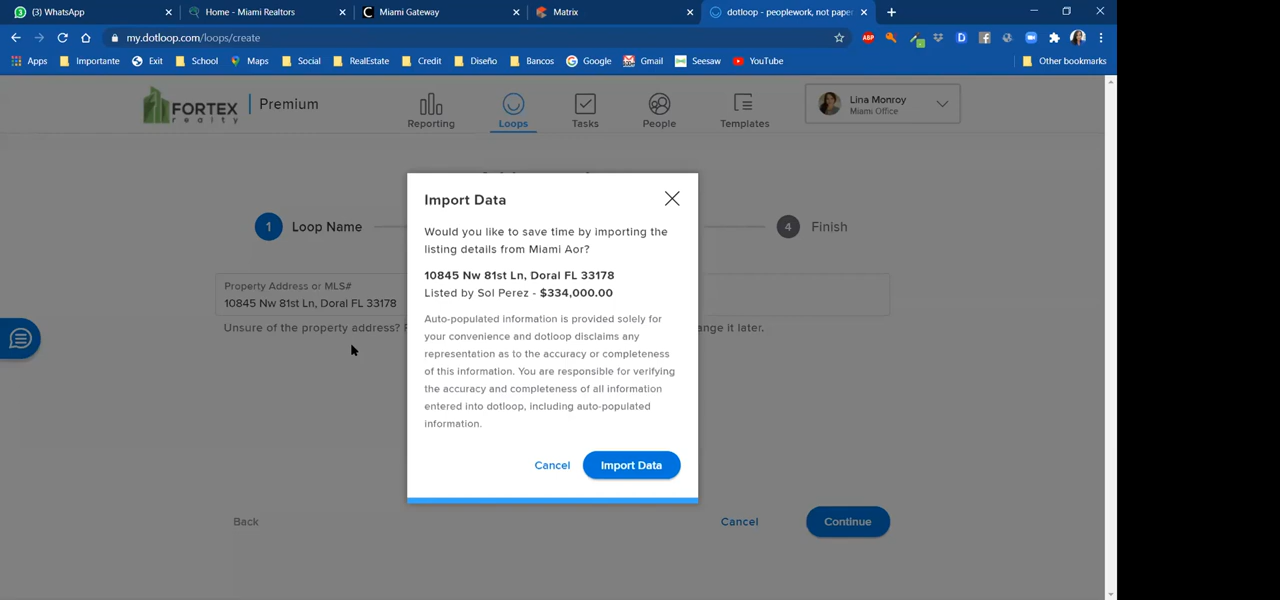 (3) WhatsApp
Home - Miami Realtors
Miami Gateway
Matrix
dotloop - peoplework, not paper
my.dotloop.com/loops/create
Apps Importante Exit School Maps Social RealEstate Credit Diseño Bancos Google Gmail Seesaw YouTube Other bookmarks
FORTEX
realty
Premium
Reporting
Loops
Tasks
People
Templates
Lina Monroy
Miami Office
1 Loop Name
4 Finish
Property Address or MLS#
10845 Nw 81st Ln, Doral FL 33178
Unsure of the property address?
ange it later.
Import Data
Would you like to save time by importing the
listing details from Miami Aor?
10845 Nw 81st Ln, Doral FL 33178
Listed by Sol Perez - $334,000.00
Auto-populated information is provided solely for
your convenience and dotloop disclaims any
representation as to the accuracy or completeness
of this information. You are responsible for verifying
the accuracy and completeness of all information
entered into dotloop, including auto-populated
information.
Cancel
Import Data
Back
Cancel
Continue